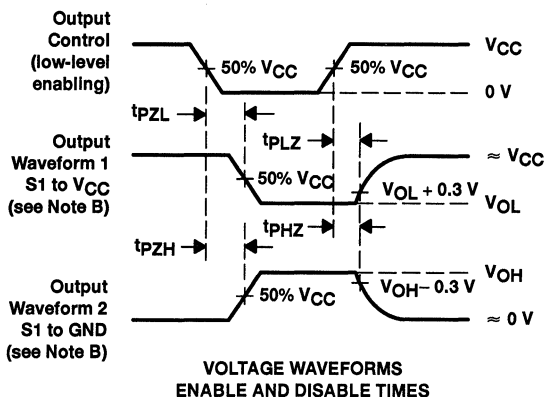 Output
Control
(low-level
enabling)
50% VCC
50% VCC
VCC
0 V
tPZL
tPLZ
Output
Waveform 1
S1 to VCC
(see Note B)
50% VCC
≈ VCC
VOL + 0.3 V
VOL
tPZH
tPHZ
Output
Waveform 2
S1 to GND
(see Note B)
50% VCC
VOH
VOH – 0.3 V
≈ 0 V
VOLTAGE WAVEFORMS
ENABLE AND DISABLE TIMES